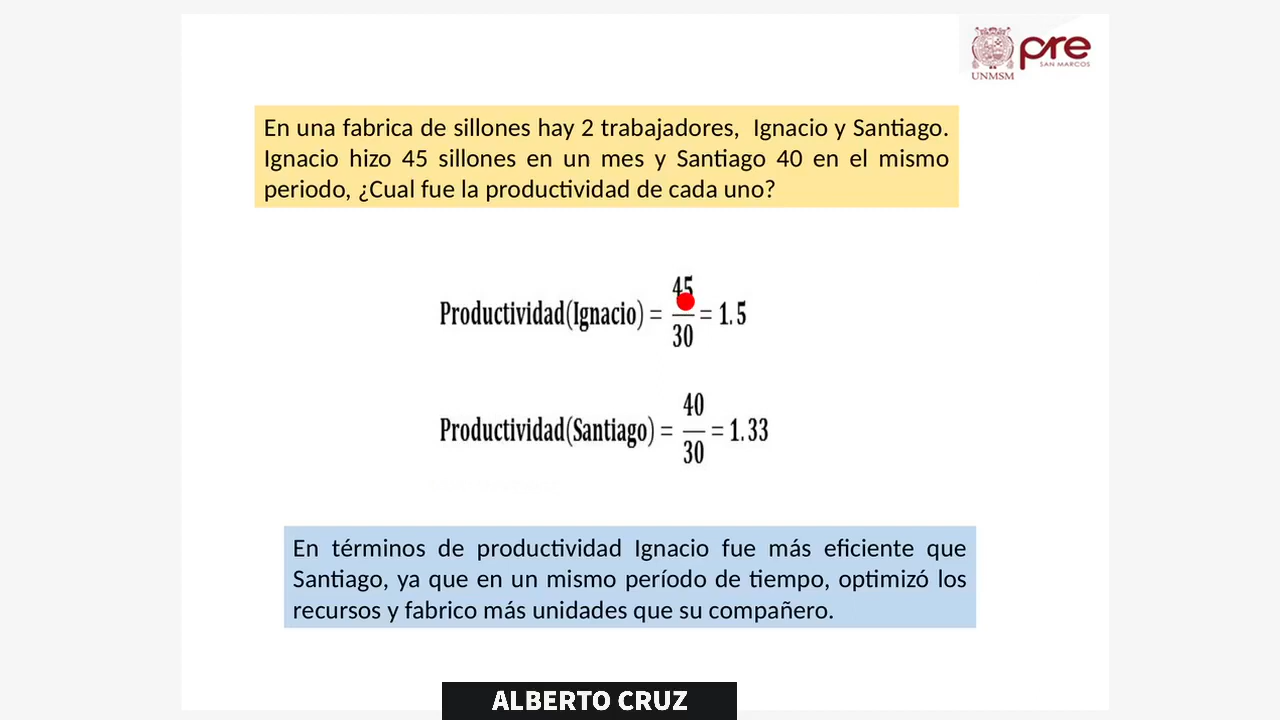 UNMSM
pre
SAN MARCOS
En una fabrica de sillones hay 2 trabajadores, Ignacio y Santiago.
Ignacio hizo 45 sillones en un mes y Santiago 40 en el mismo
periodo, ¿Cual fue la productividad de cada uno?
Productividad(Ignacio) = 45/30 = 1.5
Productividad(Santiago) = 40/30 = 1.33
En términos de productividad Ignacio fue más eficiente que
Santiago, ya que en un mismo período de tiempo, optimizó los
recursos y fabrico más unidades que su compañero.
ALBERTO CRUZ